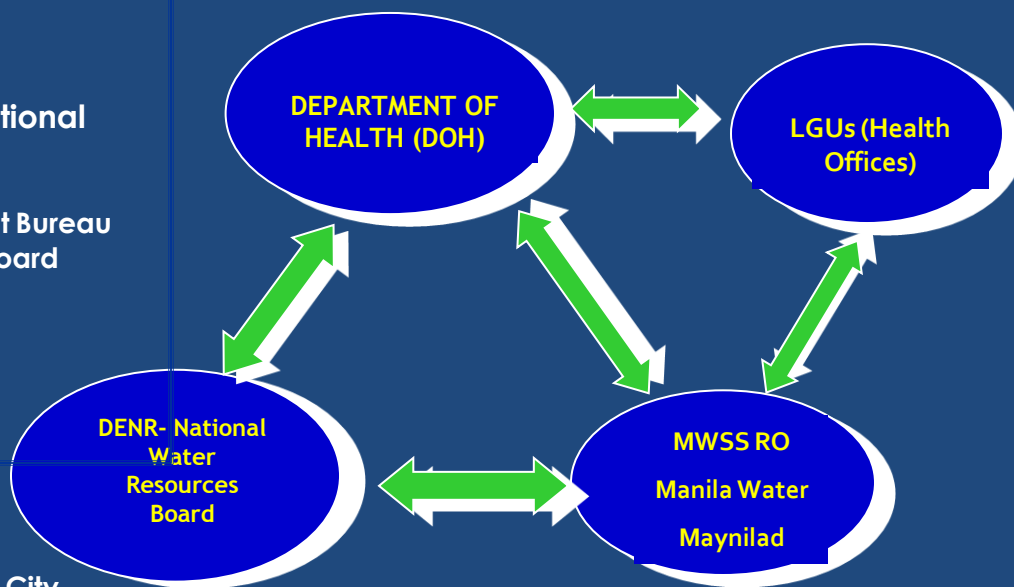 DEPARTMENT OF
HEALTH (DOH)
LGUs (Health
Offices)
tional
t Bureau
oard
DENR- National
Water
Resources
Board
MWSS RO
Manila Water
Maynilad
City